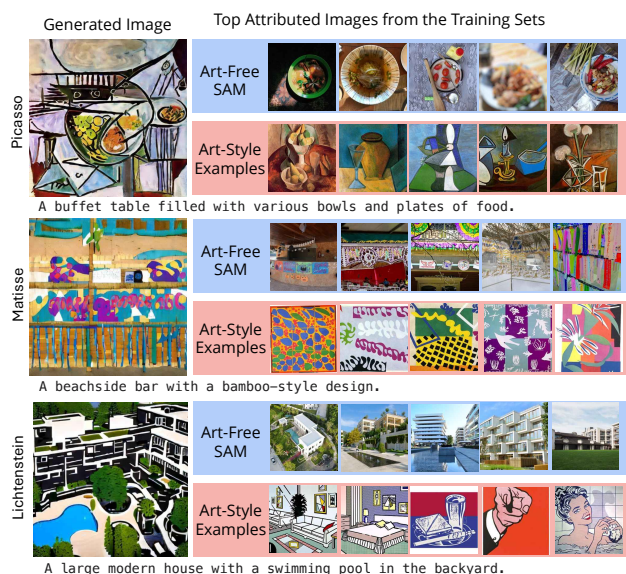 Generated Image
Top Attributed Images from the Training Sets
Picasso
Art-Free
SAM
Art-Style
Examples
A buffet table filled with various bowls and plates of food.
Matisse
Art-Free
SAM
Art-Style
Examples
A beachside bar with a bamboo-style design.
Lichtenstein
Art-Free
SAM
Art-Style
Examples
A large modern house with a swimming pool in the backyard.